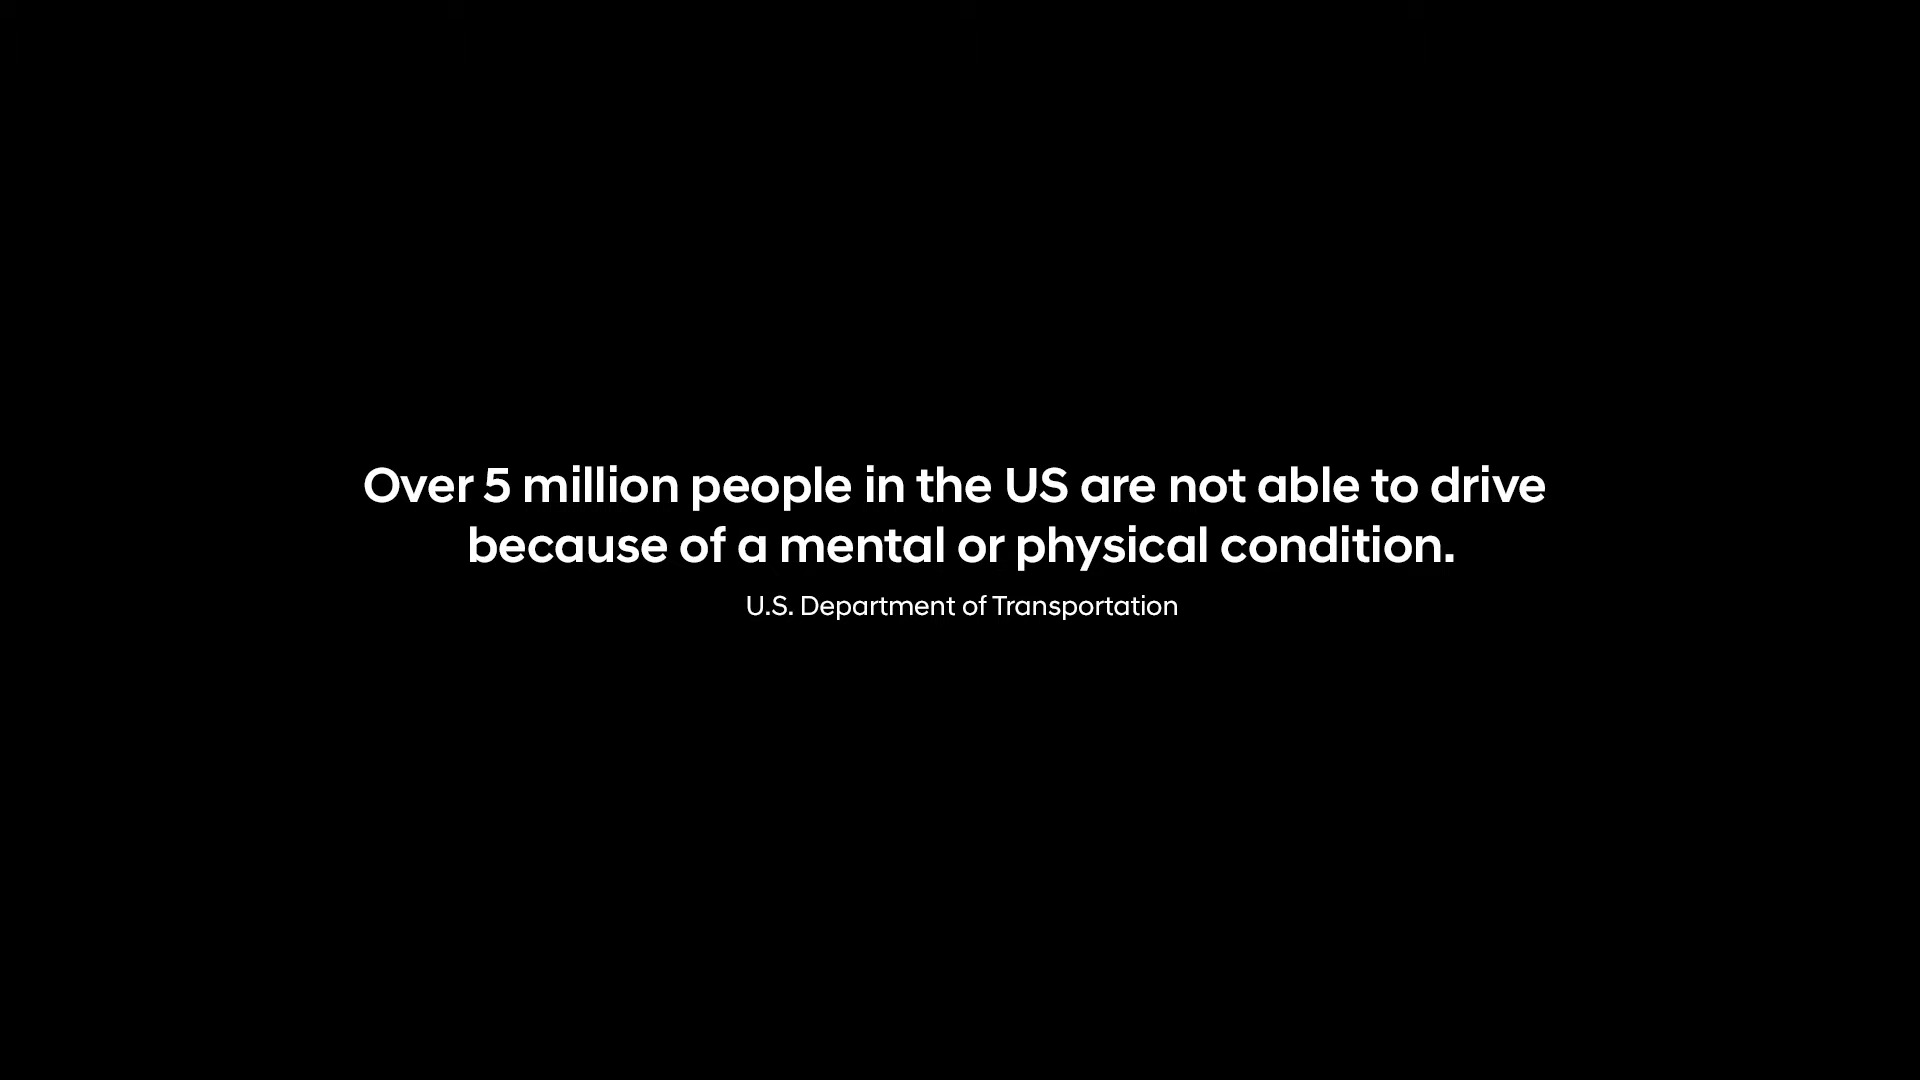 Over 5 million people in the US are not able to drive
because of a mental or physical condition.
U.S. Department of Transportation